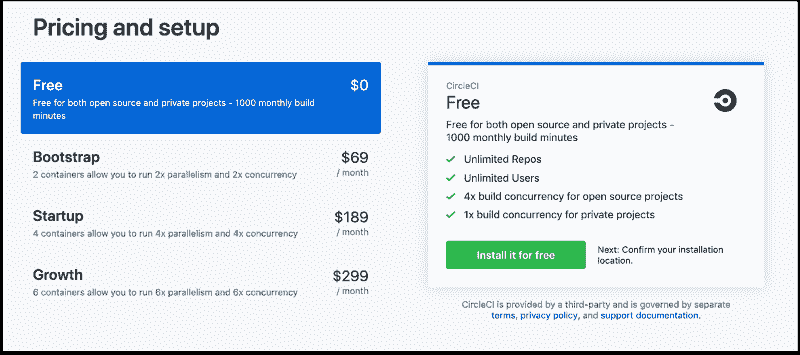 Pricing and setup
Free
$0
Free for both open source and private projects - 1000 monthly build
minutes
Bootstrap
$69
2 containers allow you to run 2x parallelism and 2x concurrency
/ month
Startup
$189
4 containers allow you to run 4x parallelism and 4x concurrency
/ month
Growth
$299
6 containers allow you to run 6x parallelism and 6x concurrency
/ month
CircleCI
Free
Free for both open source and private projects -
1000 monthly build minutes
Unlimited Repos
Unlimited Users
4x build concurrency for open source projects
1x build concurrency for private projects
Install it for free
Next: Confirm your installation
location.
CircleCI is provided by a third-party and is governed by separate
terms, privacy policy, and support documentation.